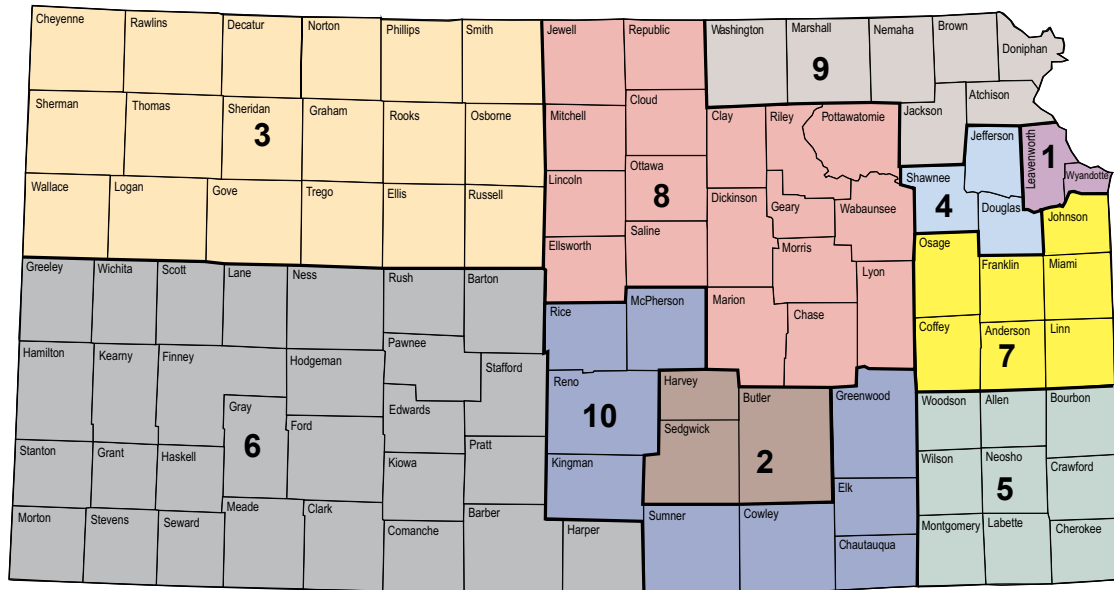 Cheyenne
Rawlins
Decatur
Norton
Phillips
Smith
Jewell
Republic
Washington
Marshall
Nemaha
Brown
Doniphan
9
Sherman
Thomas
Sheridan
Graham
Rooks
Osborne
Mitchell
Cloud
Clay
Riley
Pottawatomie
Jackson
Atchison
Jefferson
Leavenworth
1
Wyandotte
3
Wallace
Logan
Gove
Trego
Ellis
Russell
Lincoln
Ottawa
8
Dickinson
Geary
Wabaunsee
Shawnee
4
Douglas
Johnson
Ellsworth
Saline
Morris
Lyon
Osage
Franklin
Miami
Greeley
Wichita
Scott
Lane
Ness
Rush
Barton
Rice
McPherson
Marion
Chase
Coffey
Anderson
Linn
7
Hamilton
Kearny
Finney
Hodgeman
Pawnee
Stafford
Reno
Harvey
Butler
Greenwood
Woodson
Allen
Bourbon
Gray
6
Ford
Edwards
Pratt
10
Sedgwick
2
Stanton
Grant
Haskell
Kiowa
Kingman
Elk
Wilson
Neosho
5
Crawford
Morton
Stevens
Seward
Meade
Clark
Comanche
Barber
Harper
Sumner
Cowley
Chautauqua
Montgomery
Labette
Cherokee